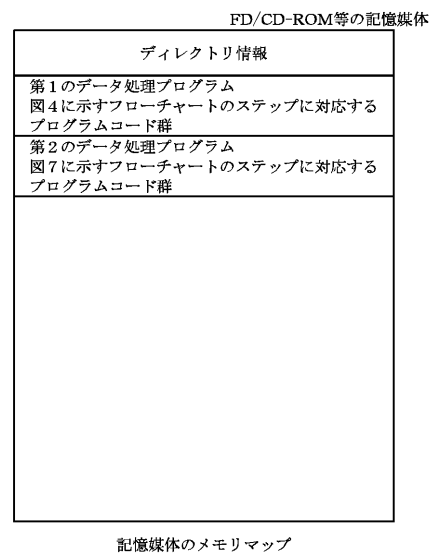 FD/CD-ROM等の記憶媒体
ディレクトリ情報
第1のデータ処理プログラム
図4に示すフローチャートのステップに対応する
プログラムコード群
第2のデータ処理プログラム
図7に示すフローチャートのステップに対応する
プログラムコード群
記憶媒体のメモリマップ